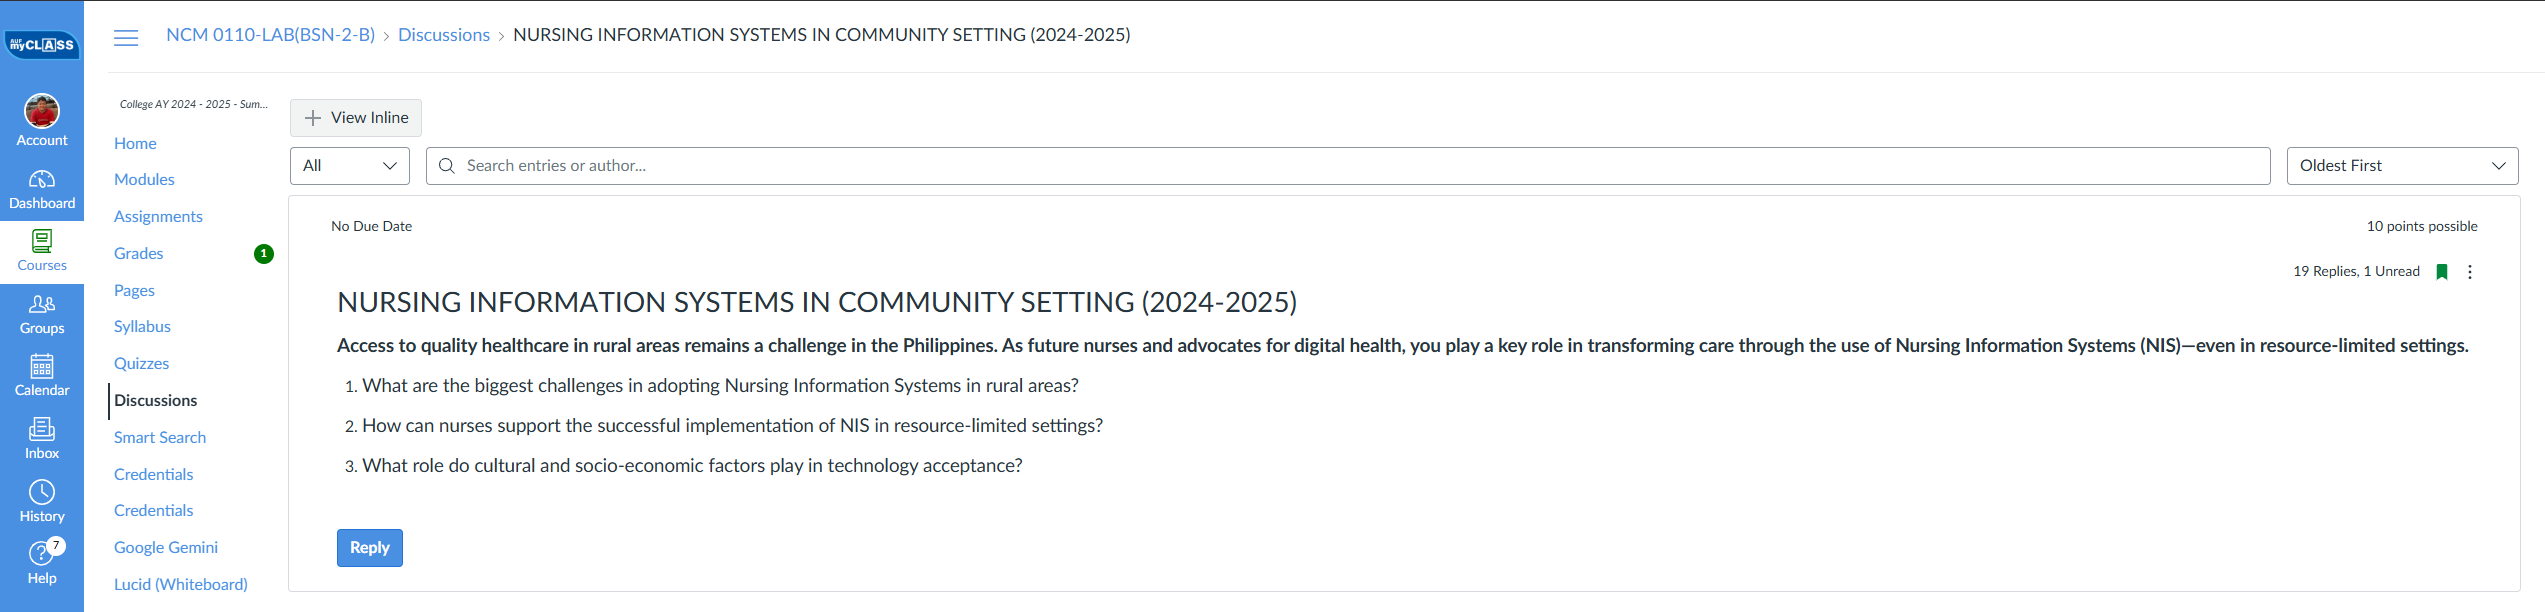 AUF
myCLASS
NCM 0110-LAB(BSN-2-B) > Discussions > NURSING INFORMATION SYSTEMS IN COMMUNITY SETTING (2024-2025)
Account
Dashboard
Courses
Groups
Calendar
Inbox
History
7
Help
College AY 2024 - 2025 - Sum...
Home
Modules
Assignments
Grades 1
Pages
Syllabus
Quizzes
Discussions
Smart Search
Credentials
Credentials
Google Gemini
Lucid (Whiteboard)
View Inline
All
Search entries or author...
Oldest First
No Due Date
10 points possible
19 Replies, 1 Unread
NURSING INFORMATION SYSTEMS IN COMMUNITY SETTING (2024-2025)
Access to quality healthcare in rural areas remains a challenge in the Philippines. As future nurses and advocates for digital health, you play a key role in transforming care through the use of Nursing Information Systems (NIS)—even in resource-limited settings.
1. What are the biggest challenges in adopting Nursing Information Systems in rural areas?
2. How can nurses support the successful implementation of NIS in resource-limited settings?
3. What role do cultural and socio-economic factors play in technology acceptance?
Reply